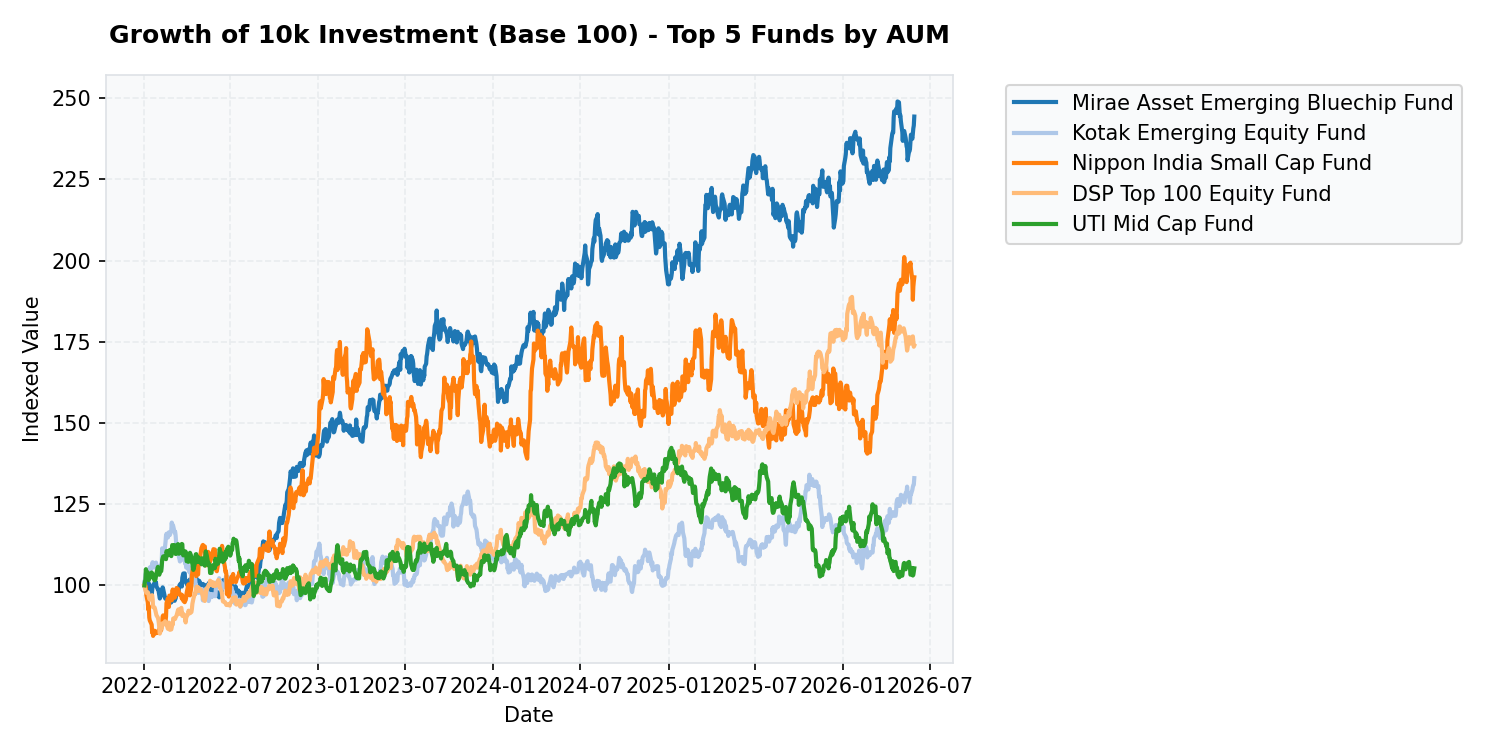 Growth of 10k Investment (Base 100) - Top 5 Funds by AUM
Mirae Asset Emerging Bluechip Fund
Kotak Emerging Equity Fund
Nippon India Small Cap Fund
DSP Top 100 Equity Fund
UTI Mid Cap Fund
Indexed Value
250
225
200
175
150
125
100
2022-01 2022-07 2023-01 2023-07 2024-01 2024-07 2025-01 2025-07 2026-01 2026-07
Date